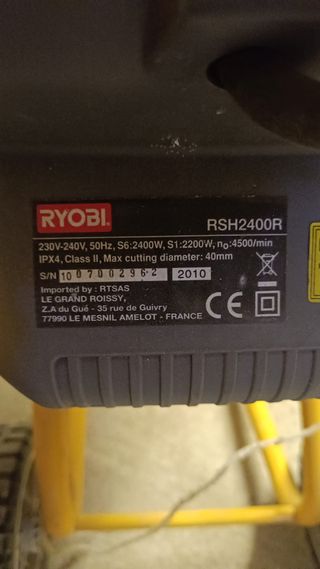 RYOBI
RSH2400R
230V-240V, 50Hz, S6:2400W, S1:2200W, no:4500/min
IPX4, Class II, Max cutting diameter: 40mm
S/N 10 0700296-2 2010
Imported by : RTSAS
LE GRAND ROISSY,
Z.A du Gué - 35 rue de Guivry
77990 LE MESNIL AMELOT - FRANCE
CE